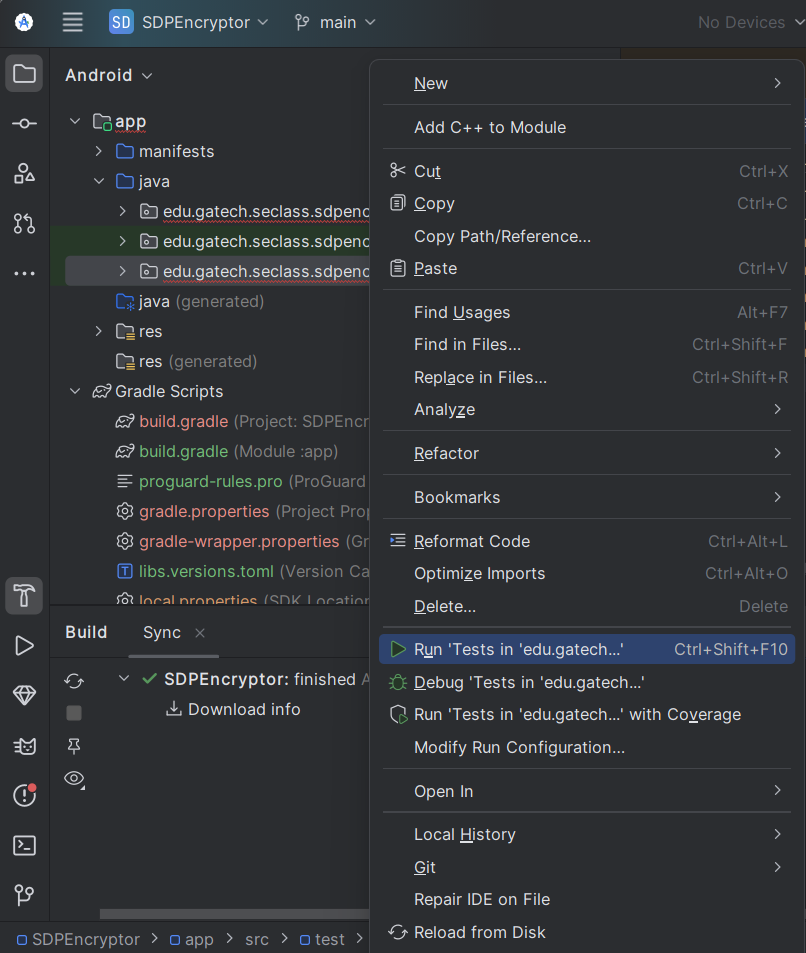 SD SDPEncryptor main No Devices
Android
app
manifests
java
edu.gatech.seclass.sdpenc
edu.gatech.seclass.sdpenc
edu.gatech.seclass.sdpenc
java (generated)
res
res (generated)
Gradle Scripts
build.gradle (Project: SDPEncr
build.gradle (Module :app)
proguard-rules.pro (ProGuard
gradle.properties (Project Prop
gradle-wrapper.properties (Gr
libs.versions.toml (Version Ca
local.properties (SDK Location
Build Sync
SDPEncryptor: finished A
Download info
New
Add C++ to Module
Cut Ctrl+X
Copy Ctrl+C
Copy Path/Reference...
Paste Ctrl+V
Find Usages Alt+F7
Find in Files... Ctrl+Shift+F
Replace in Files... Ctrl+Shift+R
Analyze
Refactor
Bookmarks
Reformat Code Ctrl+Alt+L
Optimize Imports Ctrl+Alt+O
Delete... Delete
Run 'Tests in 'edu.gatech...' Ctrl+Shift+F10
Debug 'Tests in 'edu.gatech...'
Run 'Tests in 'edu.gatech...' with Coverage
Modify Run Configuration...
Open In
Local History
Git
Repair IDE on File
Reload from Disk
SDPEncryptor > app > src > test >